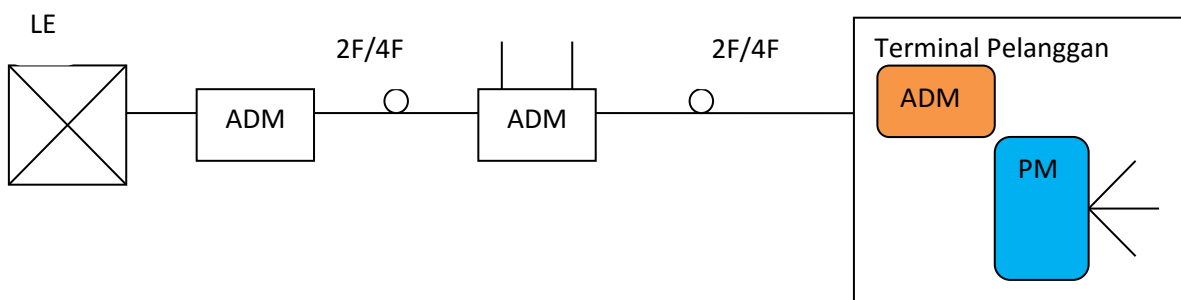 LE
2F/4F
2F/4F
Terminal Pelanggan
ADM
ADM
ADM
PM